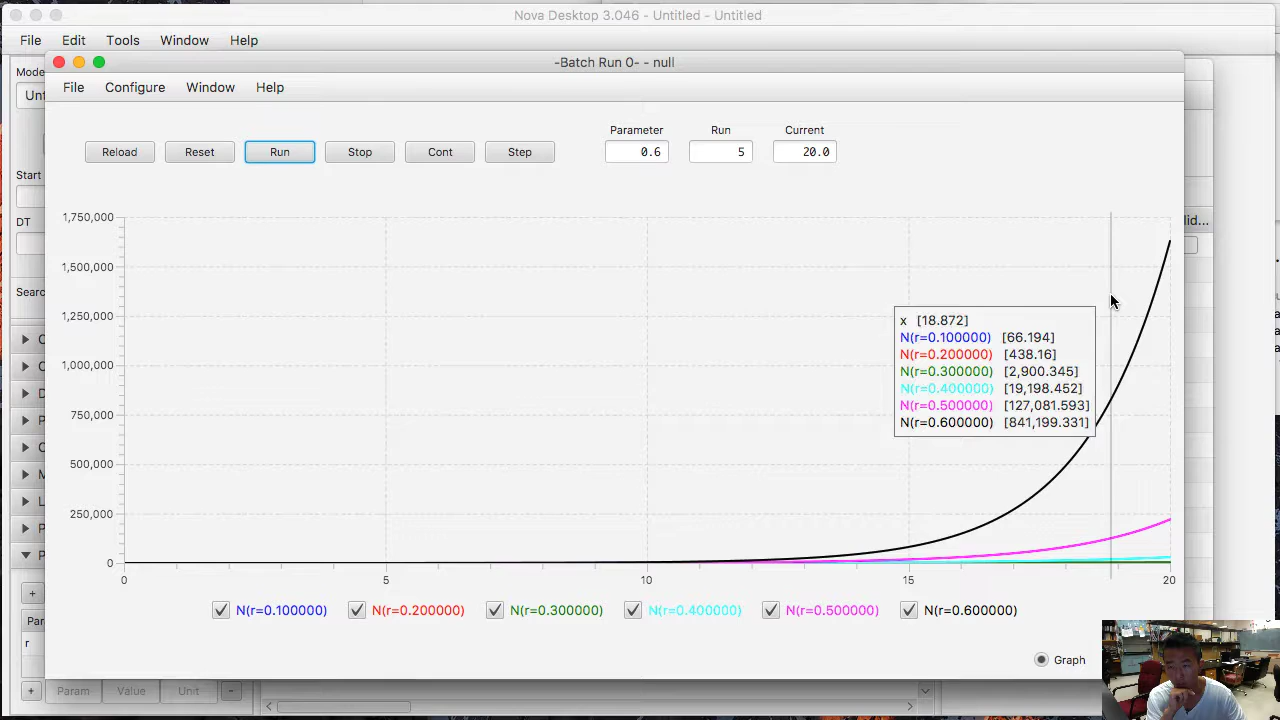 Nova Desktop 3.046 - Untitled - Untitled
File Edit Tools Window Help
-Batch Run 0- - null
Mode
File Configure Window Help
Unt
Parameter Run Current
Reload Reset Run Stop Cont Step 0.6 5 20.0
Start
DT
lid...
Searc
1,750,000
1,500,000
1,250,000
1,000,000
750,000
500,000
250,000
0
x [18.872]
N(r=0.100000) [66.194]
N(r=0.200000) [438.16]
N(r=0.300000) [2,900.345]
N(r=0.400000) [19,198.452]
N(r=0.500000) [127,081.593]
N(r=0.600000) [841,199.331]
0 5 10 15 20
N(r=0.100000) N(r=0.200000) N(r=0.300000) N(r=0.400000) N(r=0.500000) N(r=0.600000)
Par
r
Graph
+ Param Value Unit -